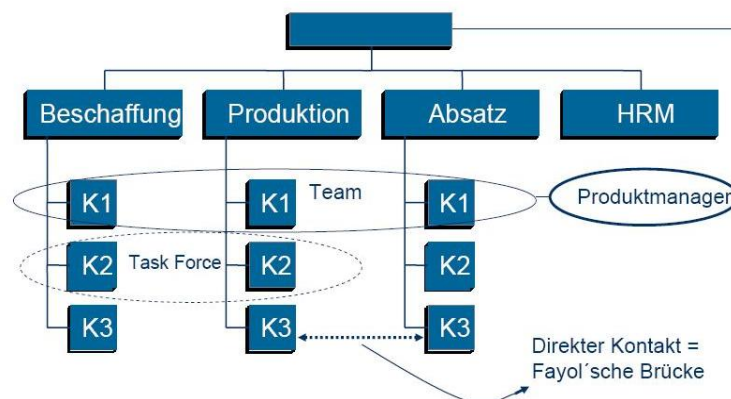 Beschaffung
Produktion
Absatz
HRM
K1
K1
Team
K1
Produktmanager
K2
Task Force
K2
K2
K3
K3
K3
Direkter Kontakt =
Fayol´sche Brücke